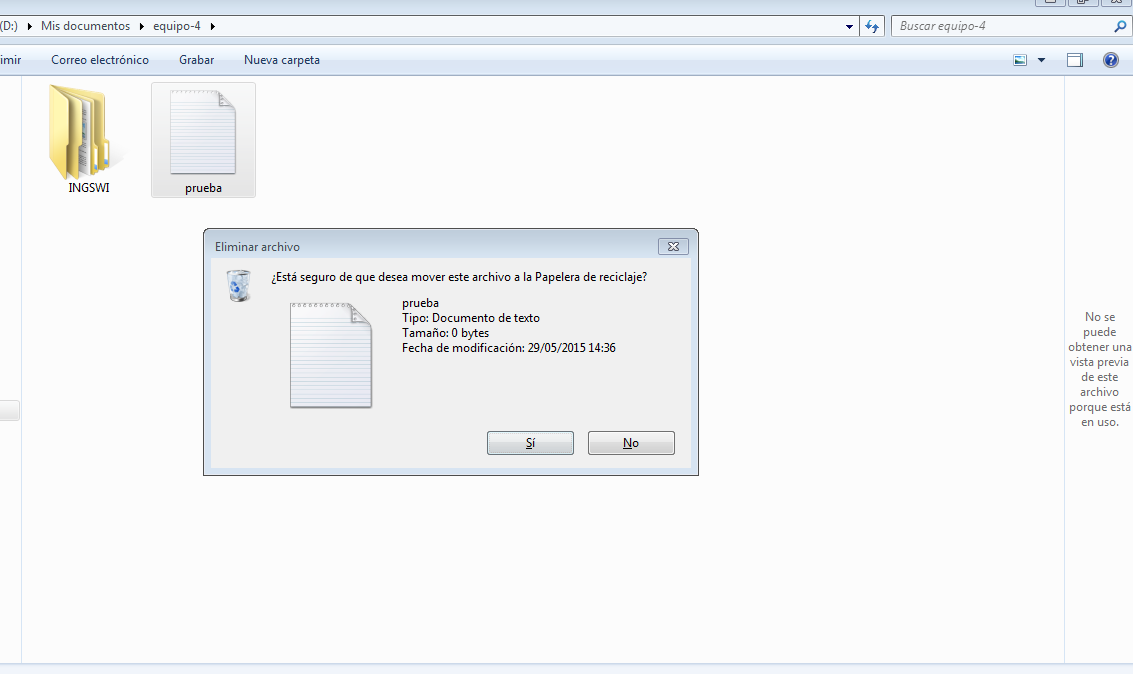 (D:) Mis documentos equipo-4
Buscar equipo-4
imir Correo electrónico Grabar Nueva carpeta
INGSWI
prueba
Eliminar archivo
¿Está seguro de que desea mover este archivo a la Papelera de reciclaje?
prueba
Tipo: Documento de texto
Tamaño: 0 bytes
Fecha de modificación: 29/05/2015 14:36
Sí
No
No se
puede
obtener una
vista previa
de este
archivo
porque está
en uso.